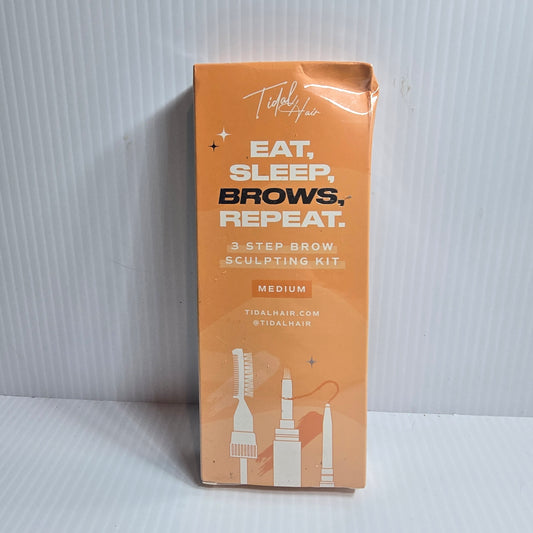 Tidal Hair
EAT,
SLEEP,
BROWS,
REPEAT.
3 STEP BROW
SCULPTING KIT
MEDIUM
TIDALHAIR.COM
@TIDALHAIR